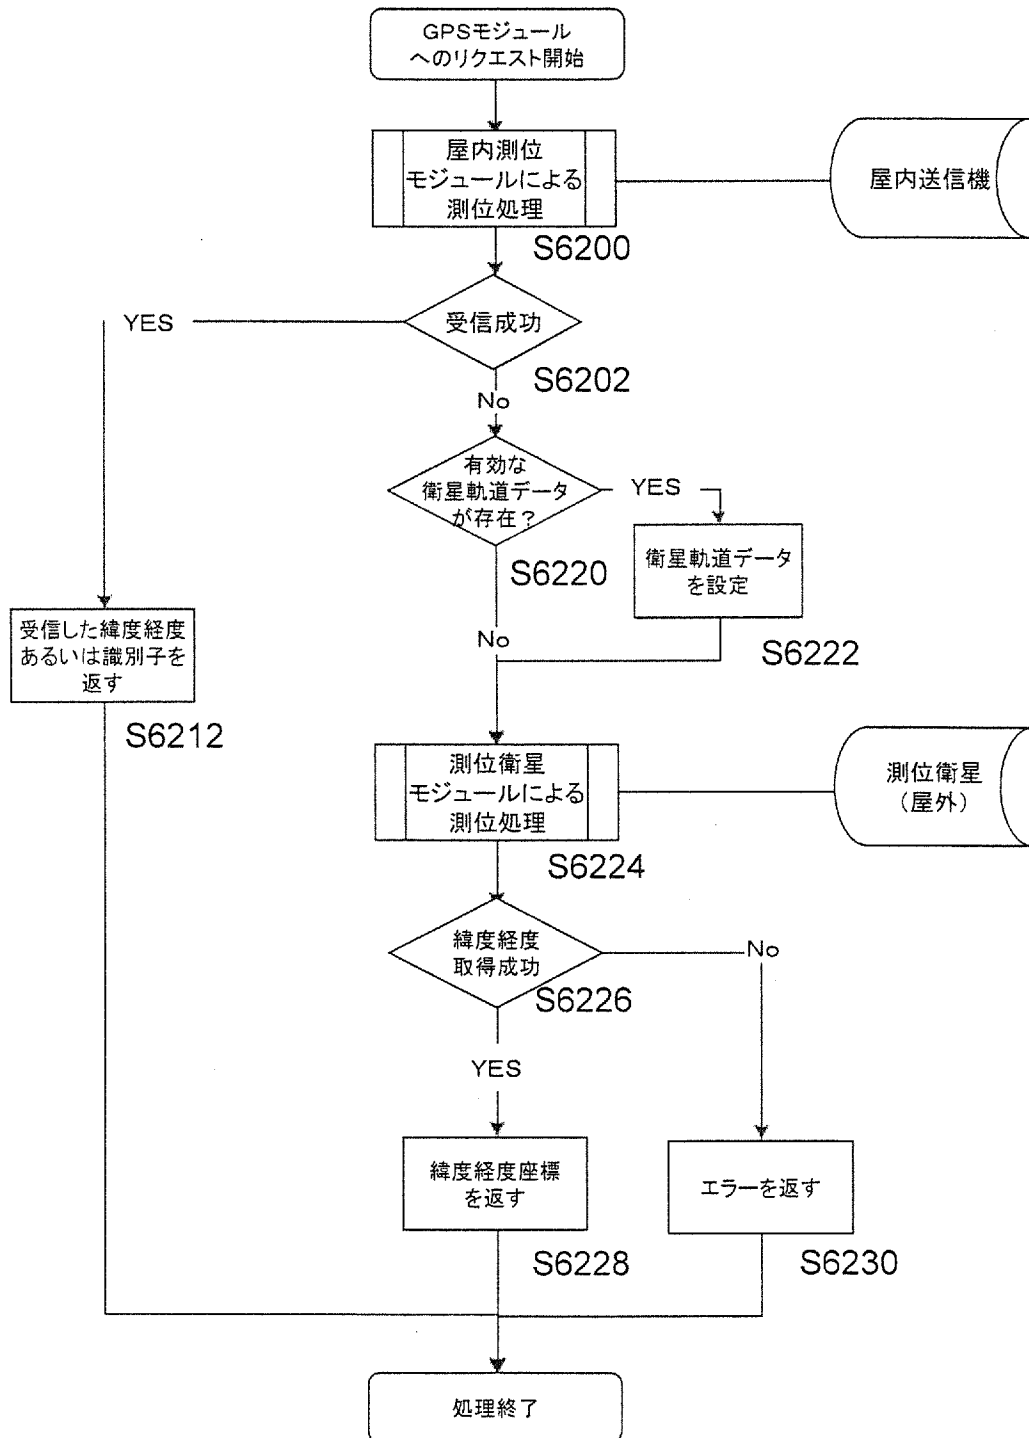 GPSモジュール
へのリクエスト開始
屋内測位
モジュールによる
測位処理
屋内送信機
S6200
受信成功
YES
S6202
No
有効な
衛星軌道データ
が存在？
YES
衛星軌道データ
を設定
S6220
S6222
No
受信した緯度経度
あるいは識別子を
返す
S6212
測位衛星
モジュールによる
測位処理
測位衛星
（屋外）
S6224
緯度経度
取得成功
No
S6226
YES
緯度経度座標
を返す
エラーを返す
S6228
S6230
処理終了